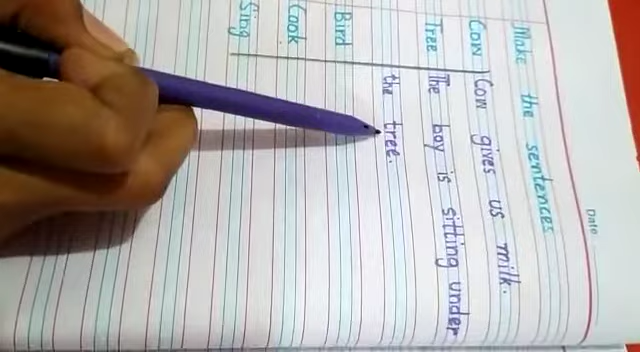 Date
Make the sentences
Cow Cow gives us milk.
Tree The boy is sitting under
the tree.
Bird
Cook
Sing